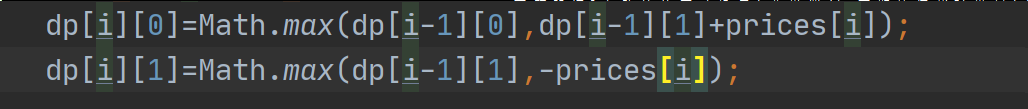 dp[i][0]=Math.max(dp[i-1][0],dp[i-1][1]+prices[i]);
dp[i][1]=Math.max(dp[i-1][1],-prices[i]);